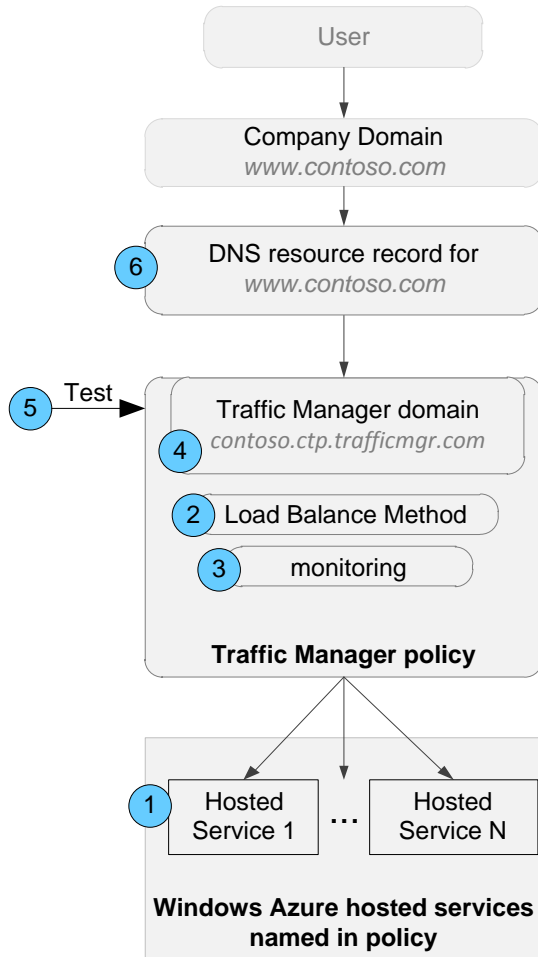 User
Company Domain
www.contoso.com
6
DNS resource record for
www.contoso.com
5
Test
Traffic Manager domain
contoso.ctp.trafficmgr.com
4
2
Load Balance Method
3
monitoring
Traffic Manager policy
1
Hosted
Service 1
...
Hosted
Service N
Windows Azure hosted services
named in policy